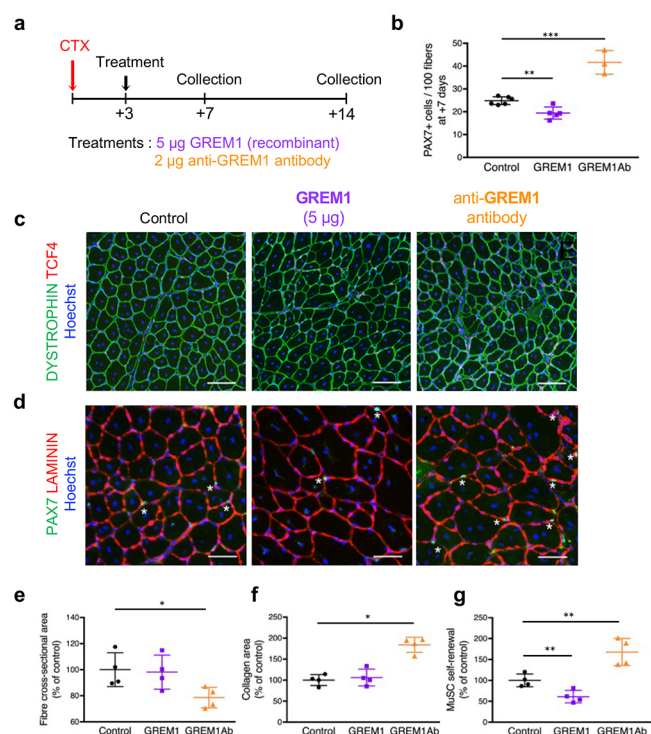 a
CTX
Treatment
Collection
Collection
+3
+7
+14
Treatments : 5 µg GREM1 (recombinant)
2 µg anti-GREM1 antibody
b
PAX7+ cells / 100 fibers
at +7 days
50
40
30
20
10
0
***
**
Control
GREM1
GREM1Ab
c
Control
GREM1
(5 µg)
anti-GREM1
antibody
DYSTROPHIN TCF4
Hoechst
d
PAX7 LAMININ
Hoechst
* * *
* *
* * * * * * *
e
Fibre cross-sectional area
(% of control)
140
120
100
80
60
*
Control
GREM1
GREM1Ab
f
Collagen area
(% of control)
250
200
150
100
50
0
*
Control
GREM1
GREM1Ab
g
MuSC self-renewal
(% of control)
250
200
150
100
50
0
**
**
Control
GREM1
GREM1Ab